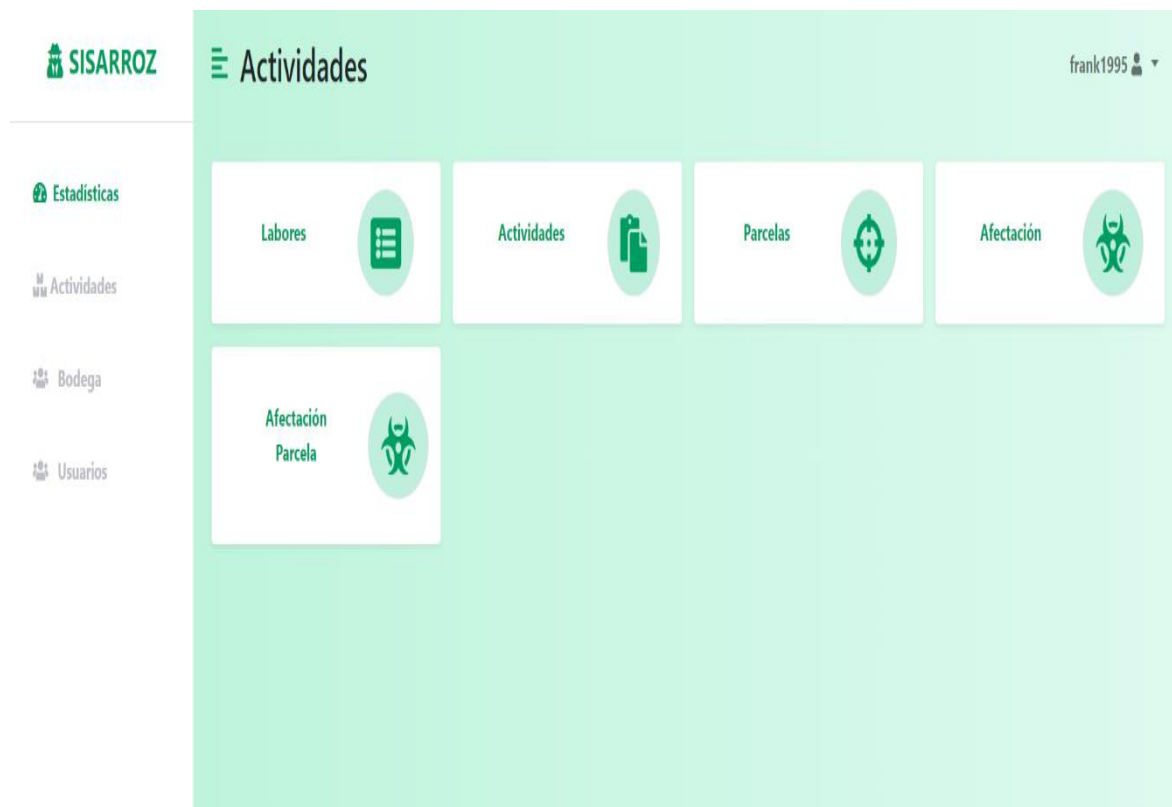 SISARROZ
Actividades
frank1995
Estadísticas
Actividades
Bodega
Usuarios
Labores
Actividades
Parcelas
Afectación
Afectación
Parcela